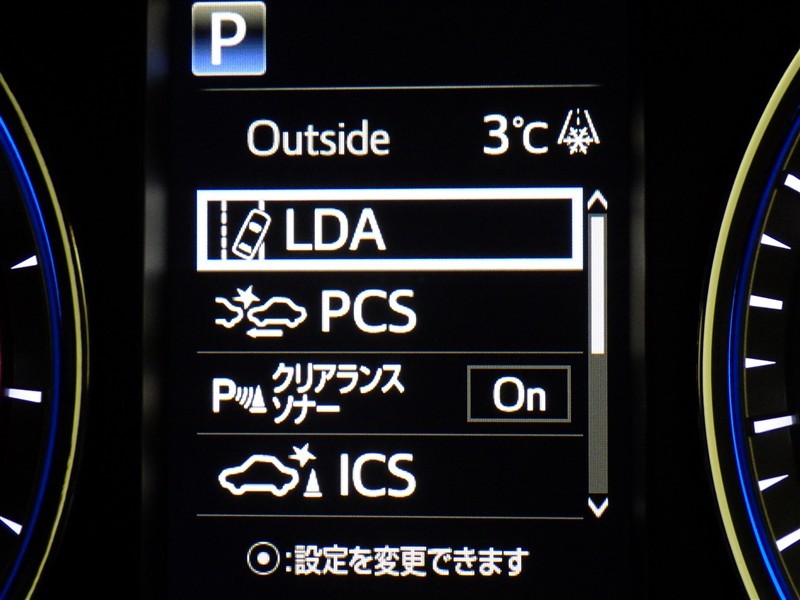 P
Outside 3℃
LDA
PCS
P クリアランス
ソナー On
ICS
⦿:設定を変更できます